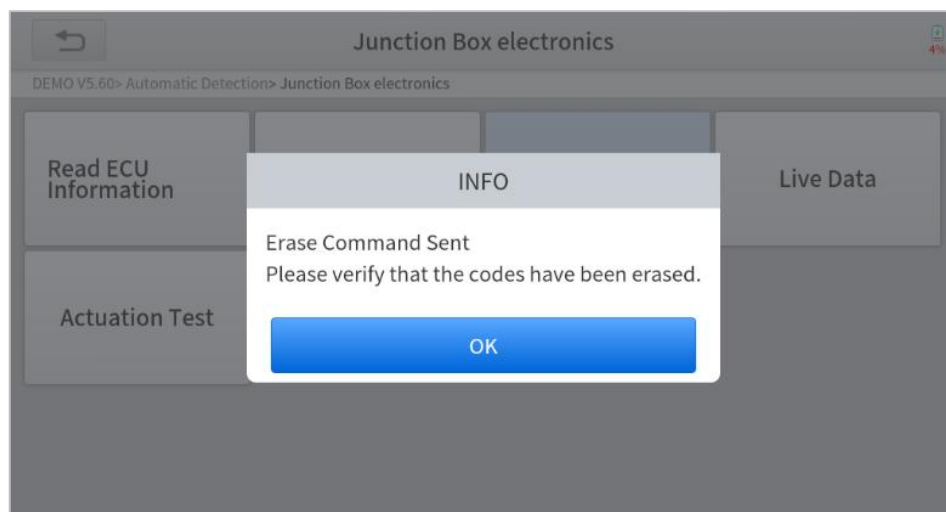 Junction Box electronics
4%
DEMO V5.60> Automatic Detection> Junction Box electronics
Read ECU
Information
Live Data
INFO
Erase Command Sent
Please verify that the codes have been erased.
OK
Actuation Test